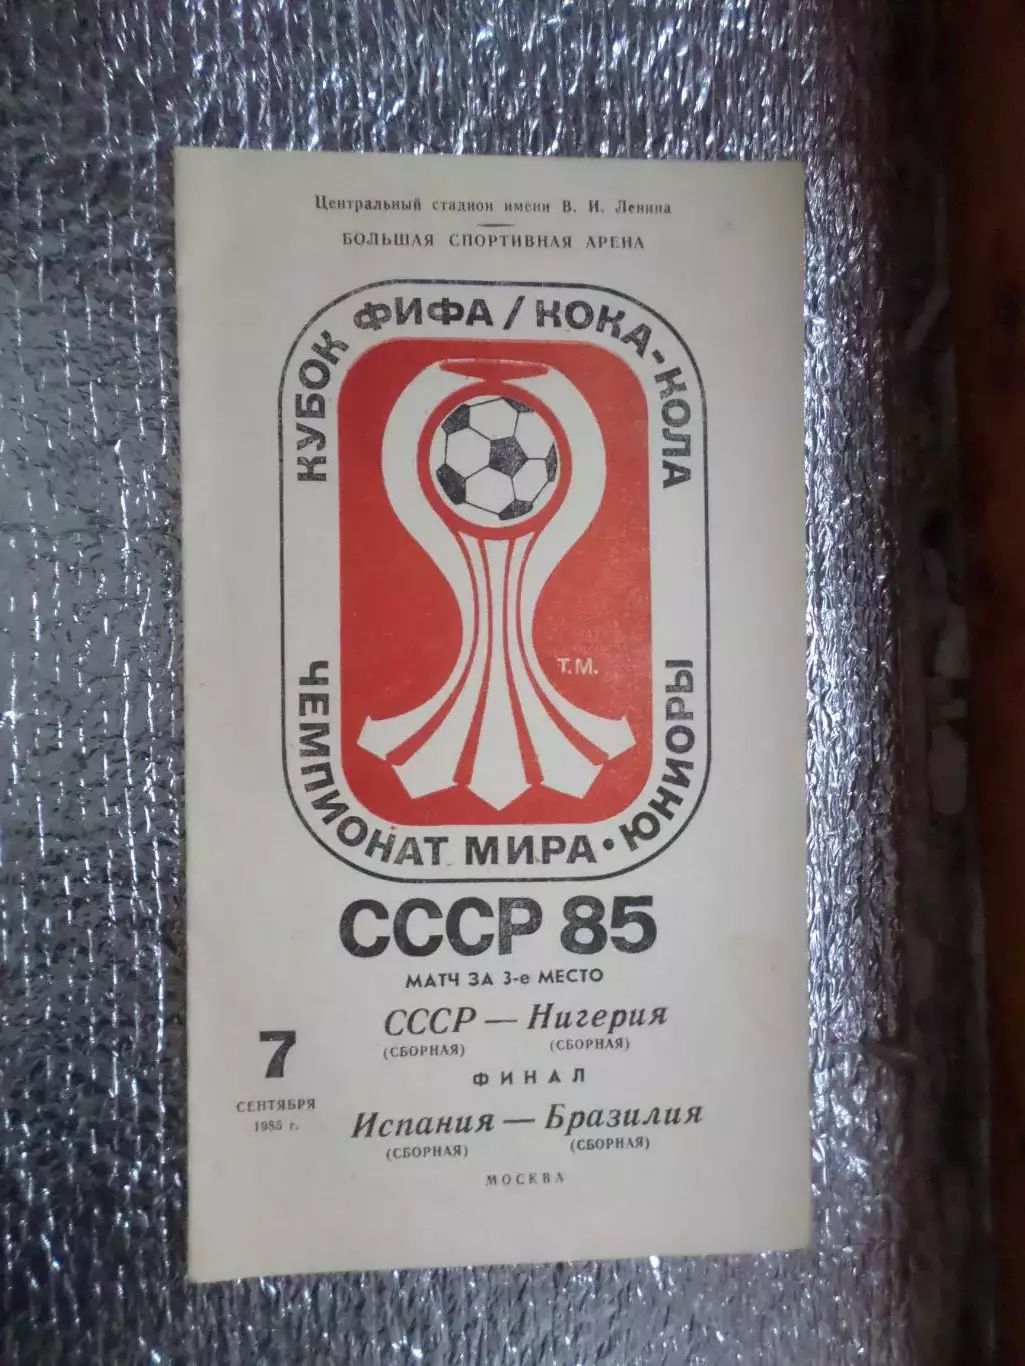 Центральный стадион имени В. И. Ленина
БОЛЬШАЯ СПОРТИВНАЯ АРЕНА
КУБОК ФИФА / КОКА-КОЛА
Т.М.
ЧЕМПИОНАТ МИРА • ЮНИОРЫ
СССР 85
МАТЧ ЗА 3-е МЕСТО
СССР — Нигерия
(СБОРНАЯ) (СБОРНАЯ)
7
СЕНТЯБРЯ
1985 г.
ФИНАЛ
Испания — Бразилия
(СБОРНАЯ) (СБОРНАЯ)
МОСКВА